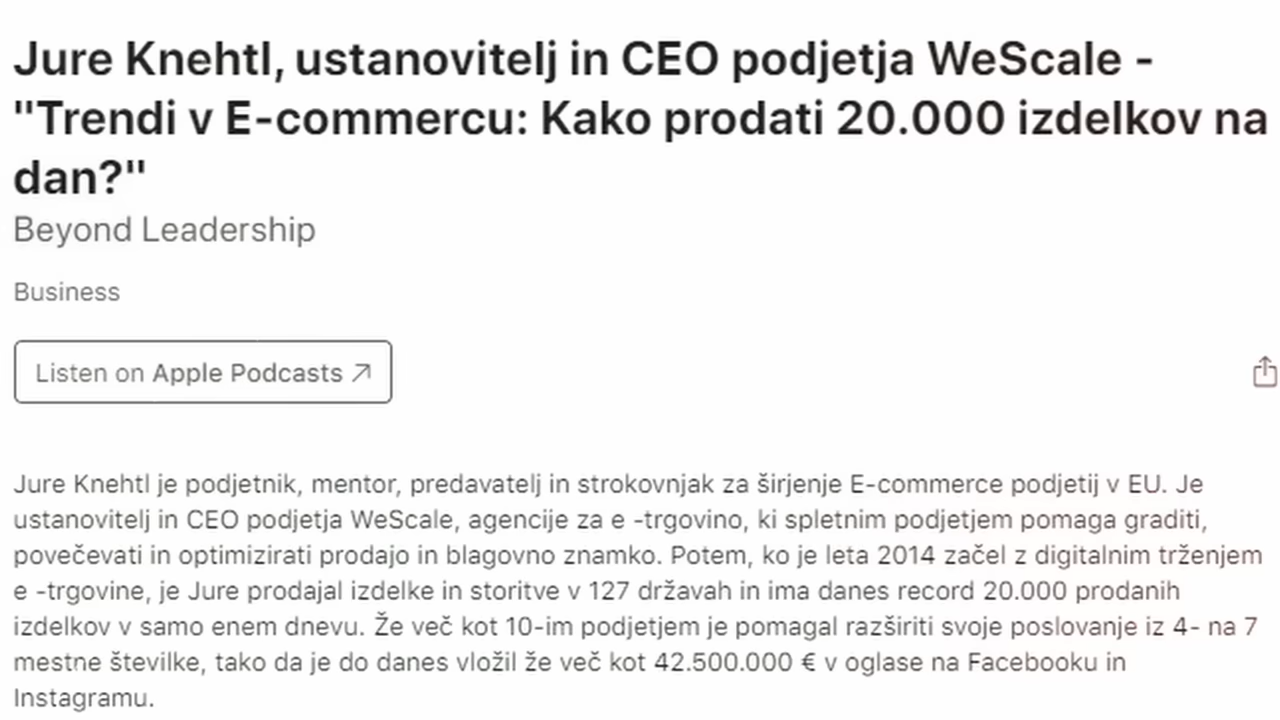 Jure Knehtl, ustanovitelj in CEO podjetja WeScale -
"Trendi v E-commercu: Kako prodati 20.000 izdelkov na
dan?"
Beyond Leadership
Business
Listen on Apple Podcasts ↗
Jure Knehtl je podjetnik, mentor, predavatelj in strokovnjak za širjenje E-commerce podjetij v EU. Je
ustanovitelj in CEO podjetja WeScale, agencije za e -trgovino, ki spletnim podjetjem pomaga graditi,
povečevati in optimizirati prodajo in blagovno znamko. Potem, ko je leta 2014 začel z digitalnim trženjem
e -trgovine, je Jure prodajal izdelke in storitve v 127 državah in ima danes record 20.000 prodanih
izdelkov v samo enem dnevu. Že več kot 10-im podjetjem je pomagal razširiti svoje poslovanje iz 4- na 7
mestne številke, tako da je do danes vložil že več kot 42.500.000 € v oglase na Facebooku in
Instagramu.